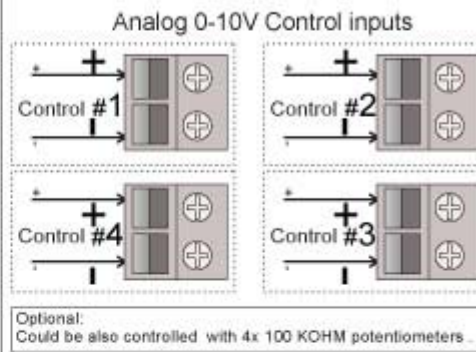 Analog 0-10V Control inputs
+ +
Control #1
- -
+ +
Control #2
- -
+ +
Control #4
- -
+ +
Control #3
- -
Optional:
Could be also controlled with 4x 100 KOHM potentiometers